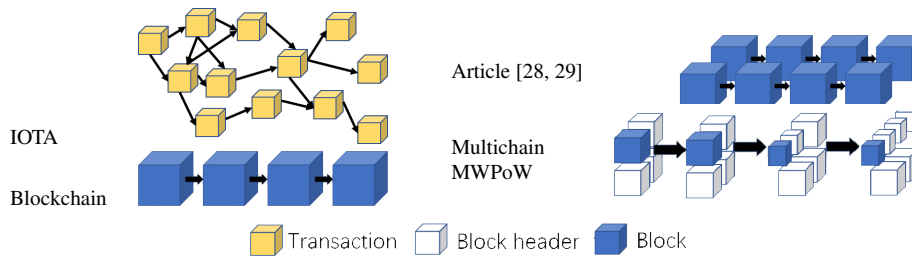 IOTA
Blockchain
Article [28, 29]
Multichain
MWPoW
Transaction
Block header
Block